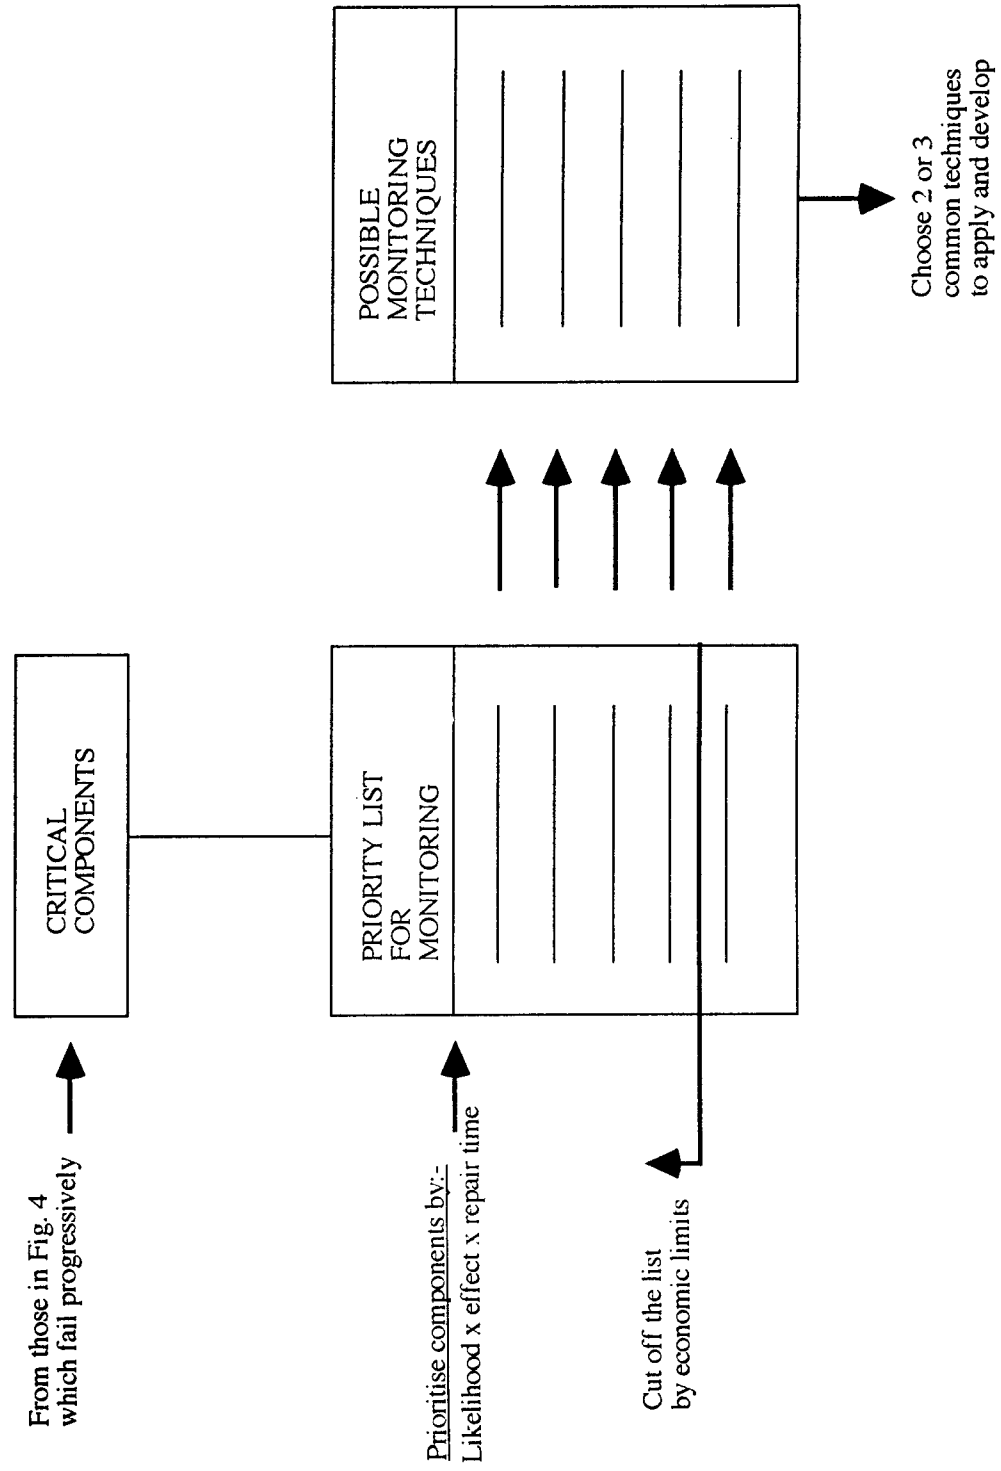 From those in Fig. 4
which fail progressively
CRITICAL
COMPONENTS
Prioritise components by:-
Likelihood x effect x repair time
PRIORITY LIST
FOR
MONITORING
POSSIBLE
MONITORING
TECHNIQUES
Cut off the list
by economic limits
Choose 2 or 3
common techniques
to apply and develop